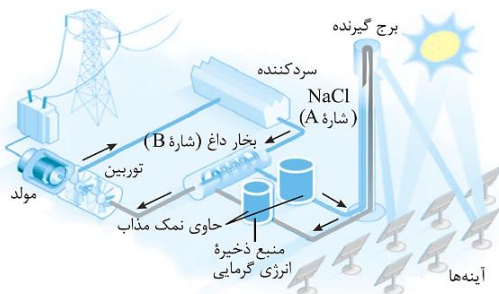 برج گیرنده
سردکننده
NaCl
(شارهٔ A)
بخار داغ (شارهٔ B)
توربین
مولد
حاوی نمک مذاب
منبع ذخیرهٔ
انرژی گرمایی
آینه‌ها